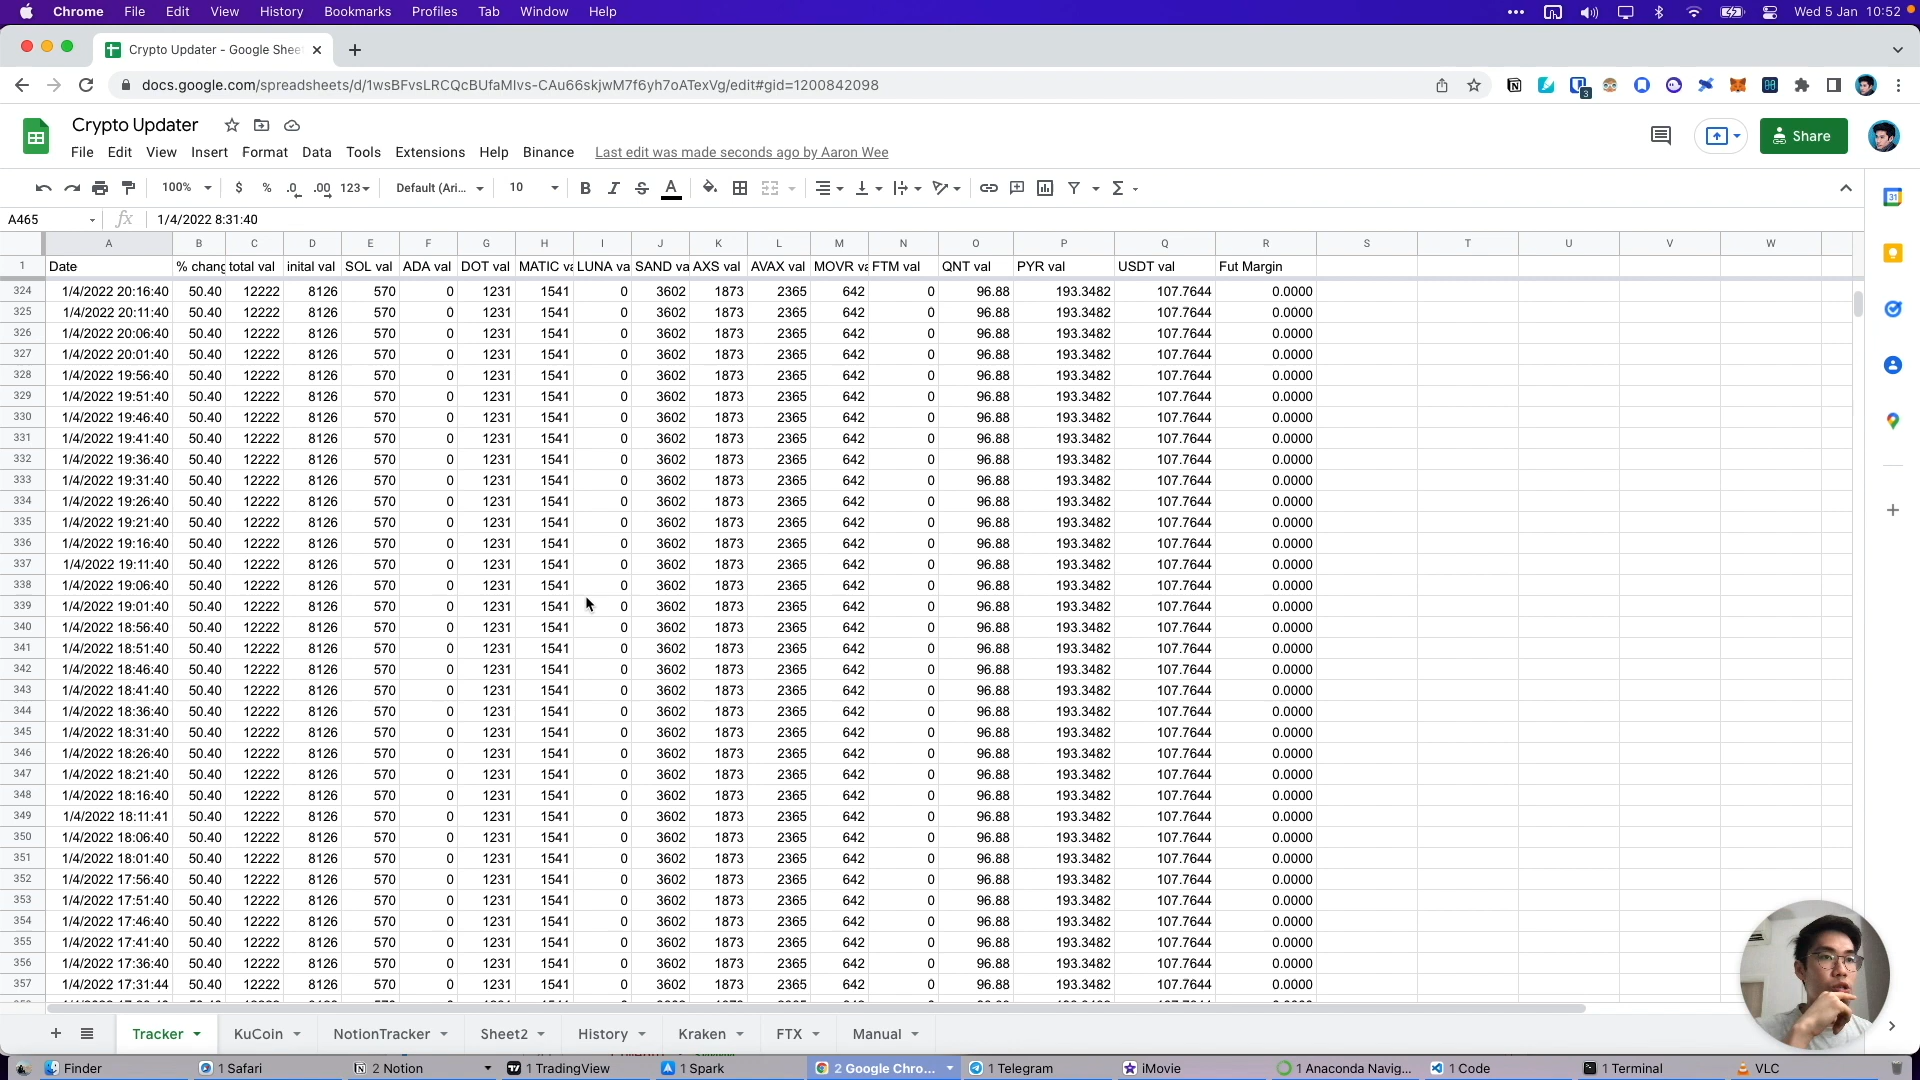 Chrome File Edit View History Bookmarks Profiles Tab Window Help Wed 5 Jan 10:52
Crypto Updater - Google Shee
docs.google.com/spreadsheets/d/1wsBFvsLRCQcBUfaMIvs-CAu66skjwM7f6yh7oATexVg/edit#gid=1200842098 3
Crypto Updater
File Edit View Insert Format Data Tools Extensions Help Binance Last edit was made seconds ago by Aaron Wee Share
100% $ % .0 .00 123 Default (Ari... 10 B I S A 31
A465 fx 1/4/2022 8:31:40
A B C D E F G H I J K L M N O P Q R S T U V W
1 Date % chang total val inital val SOL val ADA val DOT val MATIC va LUNA va SAND va AXS val AVAX val MOVR va FTM val QNT val PYR val USDT val Fut Margin
324 1/4/2022 20:16:40 50.40 12222 8126 570 0 1231 1541 0 3602 1873 2365 642 0 96.88 193.3482 107.7644 0.0000
325 1/4/2022 20:11:40 50.40 12222 8126 570 0 1231 1541 0 3602 1873 2365 642 0 96.88 193.3482 107.7644 0.0000
326 1/4/2022 20:06:40 50.40 12222 8126 570 0 1231 1541 0 3602 1873 2365 642 0 96.88 193.3482 107.7644 0.0000
327 1/4/2022 20:01:40 50.40 12222 8126 570 0 1231 1541 0 3602 1873 2365 642 0 96.88 193.3482 107.7644 0.0000
328 1/4/2022 19:56:40 50.40 12222 8126 570 0 1231 1541 0 3602 1873 2365 642 0 96.88 193.3482 107.7644 0.0000
329 1/4/2022 19:51:40 50.40 12222 8126 570 0 1231 1541 0 3602 1873 2365 642 0 96.88 193.3482 107.7644 0.0000
330 1/4/2022 19:46:40 50.40 12222 8126 570 0 1231 1541 0 3602 1873 2365 642 0 96.88 193.3482 107.7644 0.0000
331 1/4/2022 19:41:40 50.40 12222 8126 570 0 1231 1541 0 3602 1873 2365 642 0 96.88 193.3482 107.7644 0.0000
332 1/4/2022 19:36:40 50.40 12222 8126 570 0 1231 1541 0 3602 1873 2365 642 0 96.88 193.3482 107.7644 0.0000
333 1/4/2022 19:31:40 50.40 12222 8126 570 0 1231 1541 0 3602 1873 2365 642 0 96.88 193.3482 107.7644 0.0000
334 1/4/2022 19:26:40 50.40 12222 8126 570 0 1231 1541 0 3602 1873 2365 642 0 96.88 193.3482 107.7644 0.0000
335 1/4/2022 19:21:40 50.40 12222 8126 570 0 1231 1541 0 3602 1873 2365 642 0 96.88 193.3482 107.7644 0.0000
336 1/4/2022 19:16:40 50.40 12222 8126 570 0 1231 1541 0 3602 1873 2365 642 0 96.88 193.3482 107.7644 0.0000
337 1/4/2022 19:11:40 50.40 12222 8126 570 0 1231 1541 0 3602 1873 2365 642 0 96.88 193.3482 107.7644 0.0000
338 1/4/2022 19:06:40 50.40 12222 8126 570 0 1231 1541 0 3602 1873 2365 642 0 96.88 193.3482 107.7644 0.0000
339 1/4/2022 19:01:40 50.40 12222 8126 570 0 1231 1541 0 3602 1873 2365 642 0 96.88 193.3482 107.7644 0.0000
340 1/4/2022 18:56:40 50.40 12222 8126 570 0 1231 1541 0 3602 1873 2365 642 0 96.88 193.3482 107.7644 0.0000
341 1/4/2022 18:51:40 50.40 12222 8126 570 0 1231 1541 0 3602 1873 2365 642 0 96.88 193.3482 107.7644 0.0000
342 1/4/2022 18:46:40 50.40 12222 8126 570 0 1231 1541 0 3602 1873 2365 642 0 96.88 193.3482 107.7644 0.0000
343 1/4/2022 18:41:40 50.40 12222 8126 570 0 1231 1541 0 3602 1873 2365 642 0 96.88 193.3482 107.7644 0.0000
344 1/4/2022 18:36:40 50.40 12222 8126 570 0 1231 1541 0 3602 1873 2365 642 0 96.88 193.3482 107.7644 0.0000
345 1/4/2022 18:31:40 50.40 12222 8126 570 0 1231 1541 0 3602 1873 2365 642 0 96.88 193.3482 107.7644 0.0000
346 1/4/2022 18:26:40 50.40 12222 8126 570 0 1231 1541 0 3602 1873 2365 642 0 96.88 193.3482 107.7644 0.0000
347 1/4/2022 18:21:40 50.40 12222 8126 570 0 1231 1541 0 3602 1873 2365 642 0 96.88 193.3482 107.7644 0.0000
348 1/4/2022 18:16:40 50.40 12222 8126 570 0 1231 1541 0 3602 1873 2365 642 0 96.88 193.3482 107.7644 0.0000
349 1/4/2022 18:11:41 50.40 12222 8126 570 0 1231 1541 0 3602 1873 2365 642 0 96.88 193.3482 107.7644 0.0000
350 1/4/2022 18:06:40 50.40 12222 8126 570 0 1231 1541 0 3602 1873 2365 642 0 96.88 193.3482 107.7644 0.0000
351 1/4/2022 18:01:40 50.40 12222 8126 570 0 1231 1541 0 3602 1873 2365 642 0 96.88 193.3482 107.7644 0.0000
352 1/4/2022 17:56:40 50.40 12222 8126 570 0 1231 1541 0 3602 1873 2365 642 0 96.88 193.3482 107.7644 0.0000
353 1/4/2022 17:51:40 50.40 12222 8126 570 0 1231 1541 0 3602 1873 2365 642 0 96.88 193.3482 107.7644 0.0000
354 1/4/2022 17:46:40 50.40 12222 8126 570 0 1231 1541 0 3602 1873 2365 642 0 96.88 193.3482 107.7644 0.0000
355 1/4/2022 17:41:40 50.40 12222 8126 570 0 1231 1541 0 3602 1873 2365 642 0 96.88 193.3482 107.7644 0.0000
356 1/4/2022 17:36:40 50.40 12222 8126 570 0 1231 1541 0 3602 1873 2365 642 0 96.88 193.3482 107.7644 0.0000
357 1/4/2022 17:31:44 50.40 12222 8126 570 0 1231 1541 0 3602 1873 2365 642 0 96.88 193.3482 107.7644 0.0000
Tracker KuCoin NotionTracker Sheet2 History Kraken FTX Manual
Finder 1 Safari 2 Notion 1 TradingView 1 Spark 2 Google Chro... 1 Telegram iMovie 1 Anaconda Navig... 1 Code 1 Terminal VLC